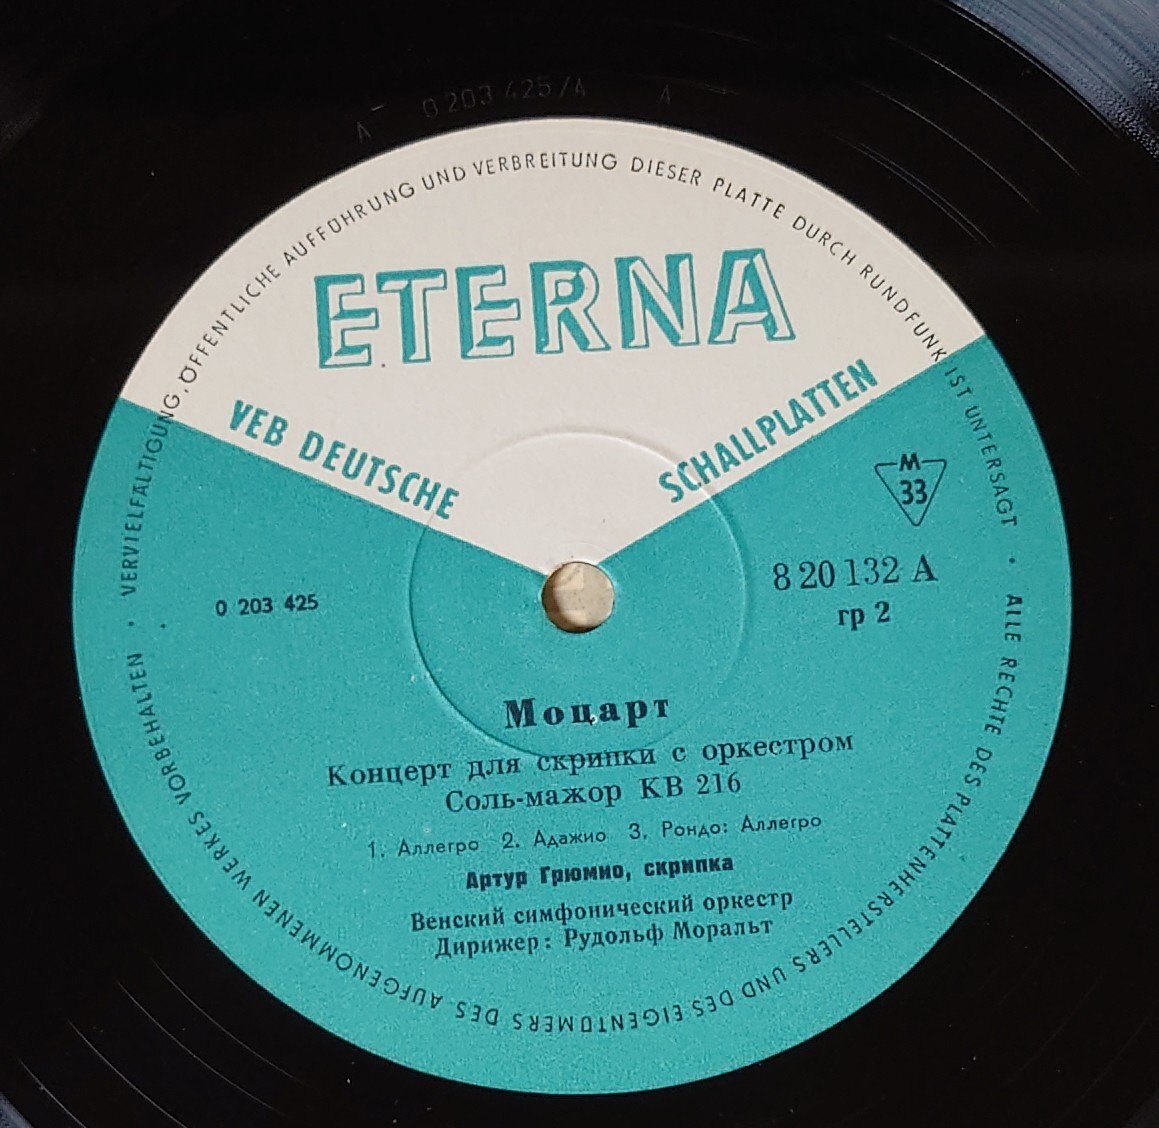 0 203 425/A A
A
VERVIELFÄLTIGUNG, ÖFFENTLICHE AUFFÜHRUNG UND VERBREITUNG DIESER PLATTE DURCH RUNDFUNK IST UNTERSAGT · ALLE RECHTE DES PLATTENHERSTELLERS UND DES EIGENTÜMERS DES AUFGENOMMENEN WERKES VORBEHALTEN ·
ETERNA
VEB DEUTSCHE SCHALLPLATTEN
M
33
8 20 132 A
0 203 425
гр 2
Моцарт
Концерт для скрипки с оркестром
Соль-мажор КВ 216
1. Аллегро 2. Адажио 3. Рондо: Аллегро
Артур Грюмио, скрипка
Венский симфонический оркестр
Дирижер: Рудольф Моральт